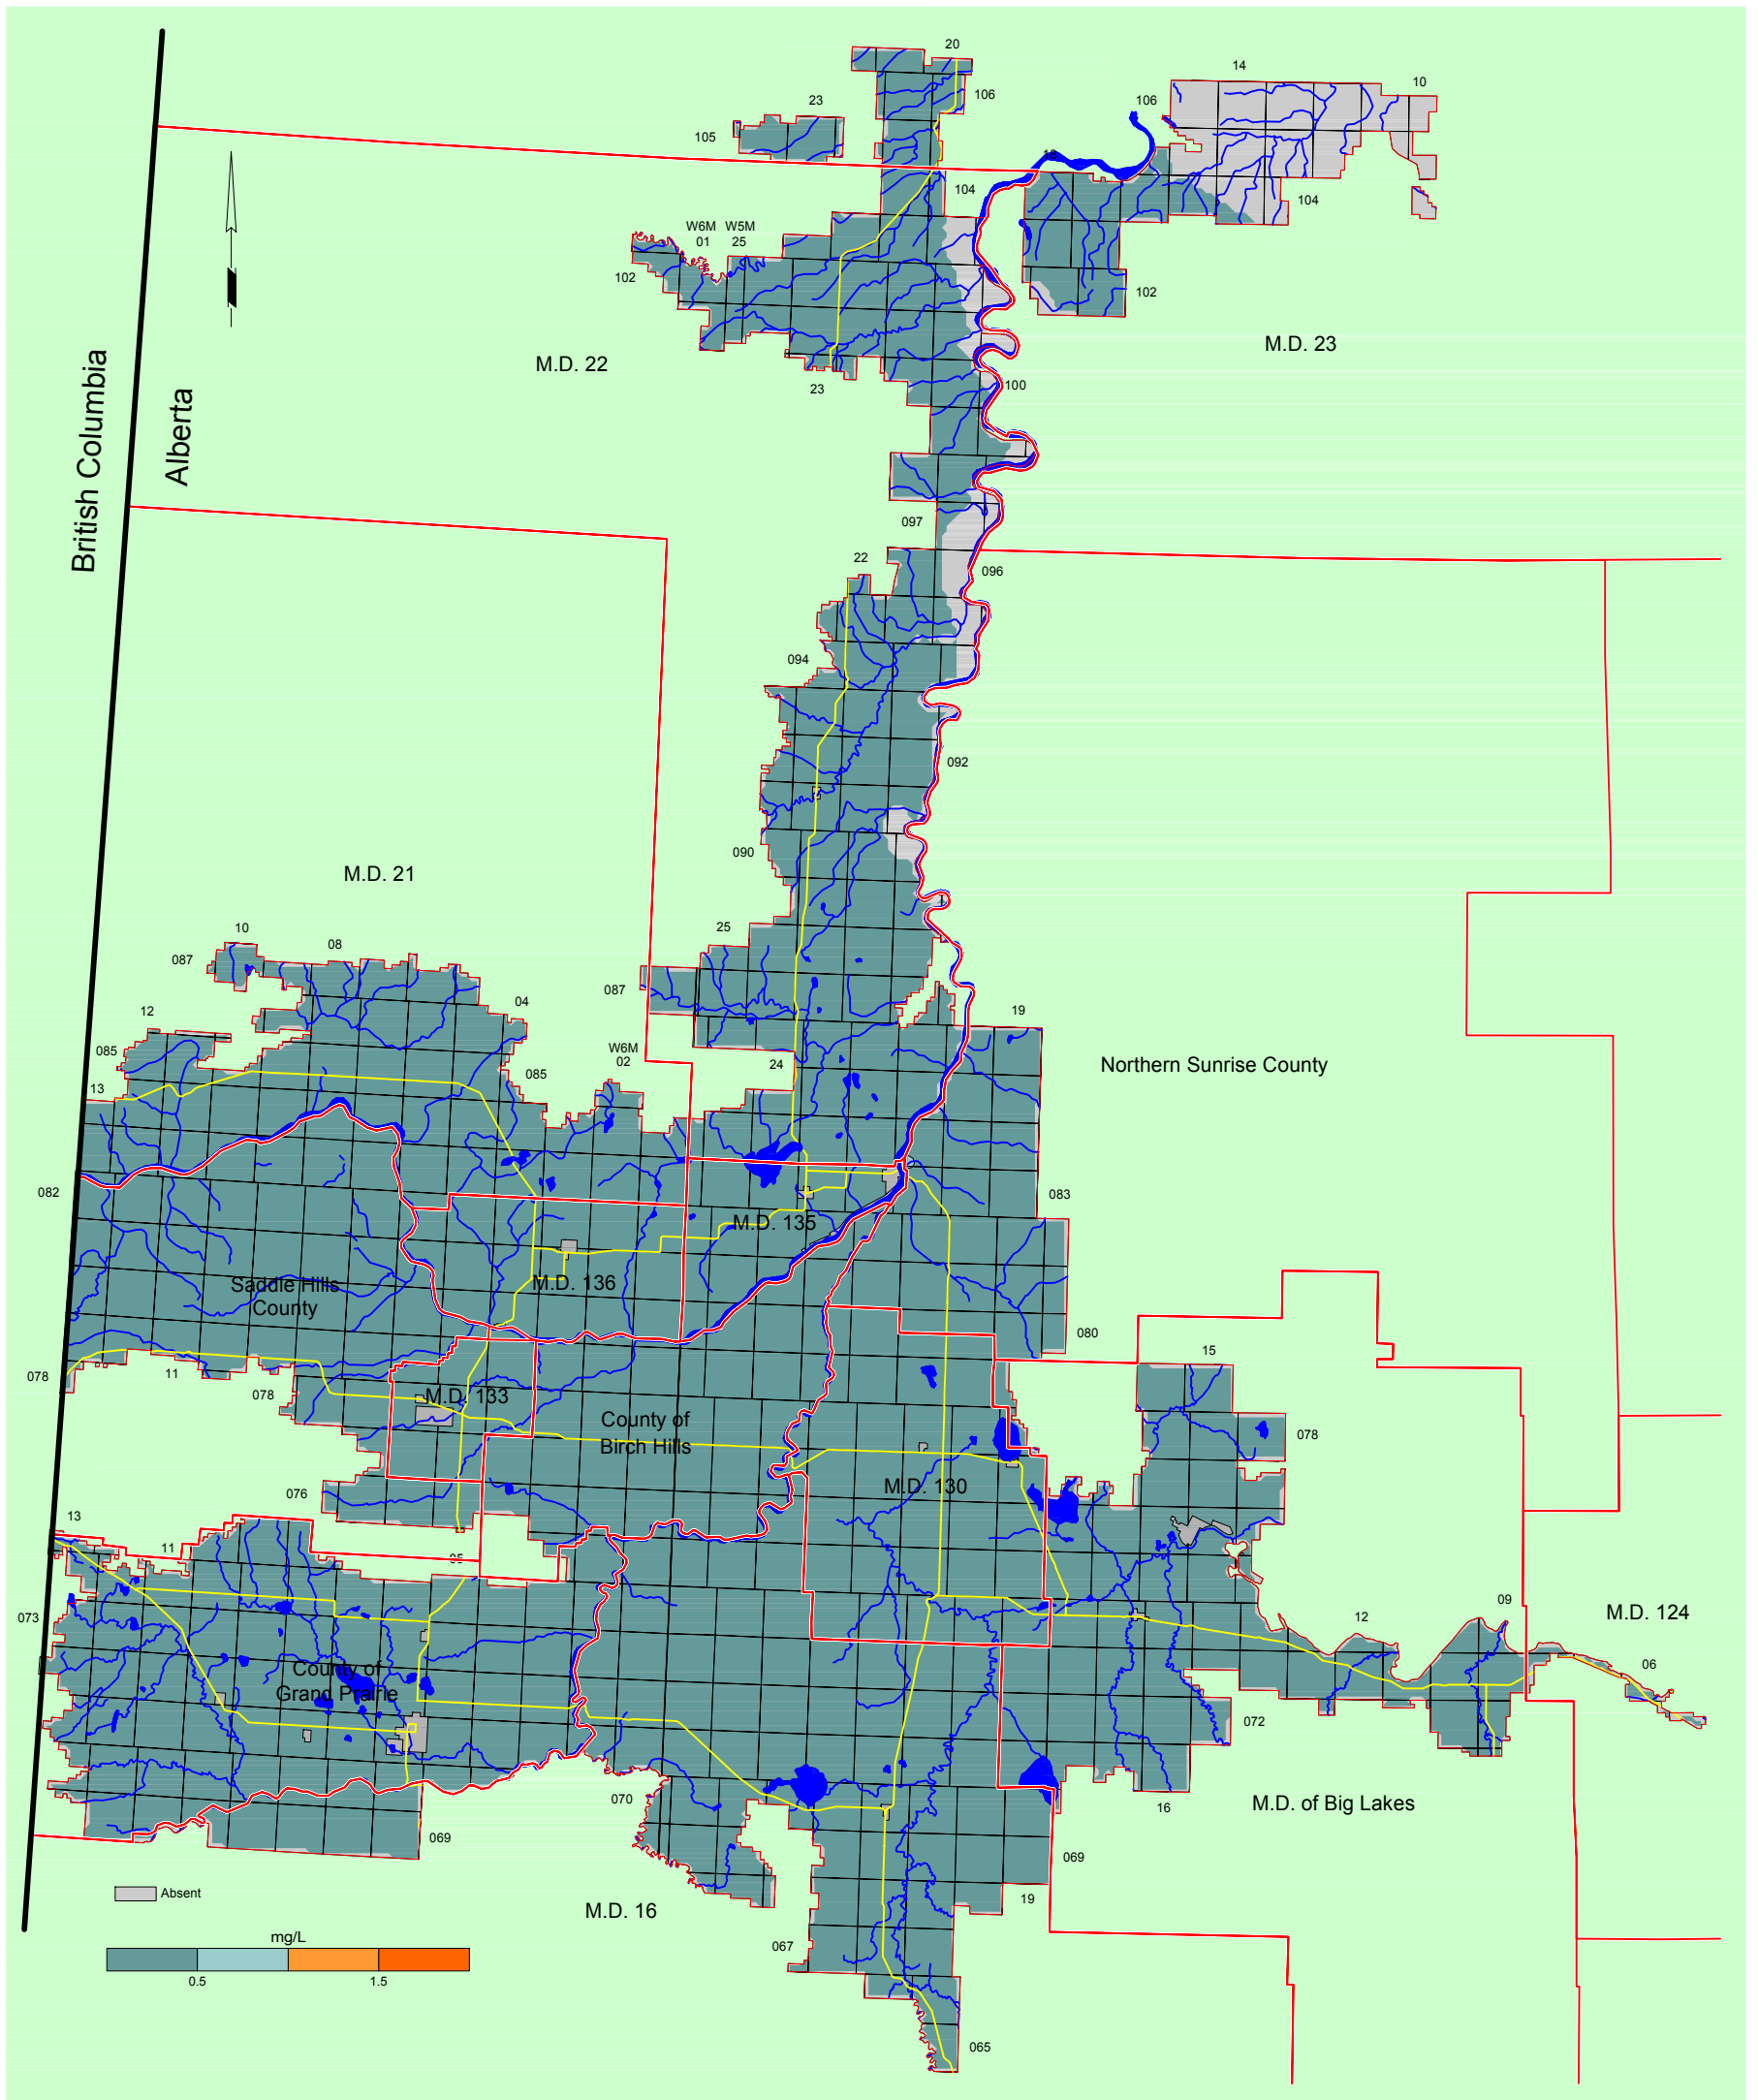 20
14
10
23
106
106
105
18
104
104
W6M W5M
01 25
102
102
M.D. 23
M.D. 22
23
100
British Columbia
Alberta
097
22
096
094
092
090
M.D. 21
25
10
08
087
087
04
19
12
W6M
02
085
24
085
13
Northern Sunrise County
082
083
M.D. 135
Saddle Hills
County
M.D. 136
080
15
078
11
078
M.D. 133
County of
Birch Hills
078
M.D. 130
076
13
11
05
16
09
073
12
M.D. 124
06
County of
Grand Prairie
072
070
16
M.D. of Big Lakes
069
069
Absent
19
M.D. 16
mg/L
067
0.5
1.5
065